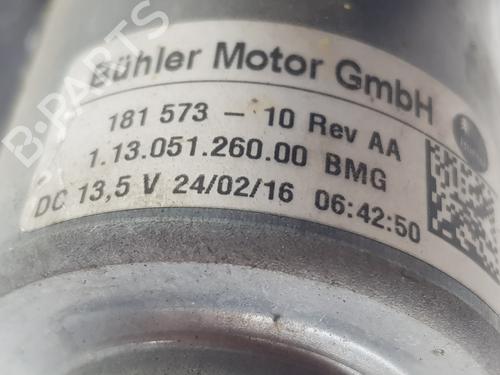 B-PARTS
Bühler Motor GmbH
181 573 - 10 Rev AA
1.13.051.260.00 BMG
DC 13,5 V 24/02/16 06:42:50